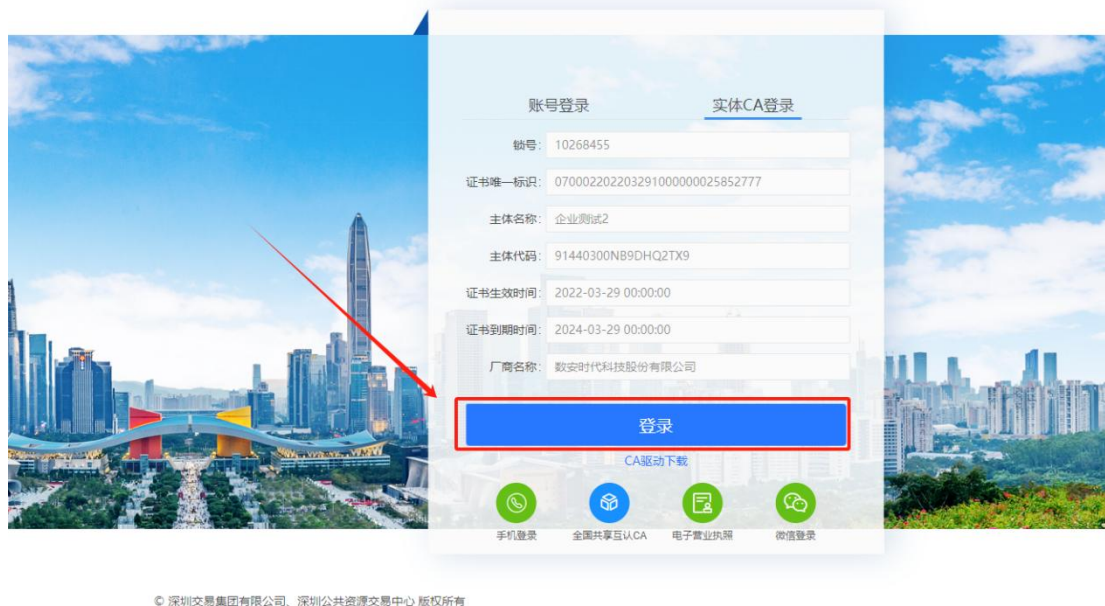 账号登录 实体CA登录
锁号: 10268455
证书唯一标识: 0700022022032910000000025852777
主体名称: 企业测试2
主体代码: 91440300NB9DHQ2TX9
证书生效时间: 2022-03-29 00:00:00
证书到期时间: 2024-03-29 00:00:00
厂商名称: 数安时代科技股份有限公司
登录
CA驱动下载
手机登录 全国共享互认CA 电子营业执照 微信登录
© 深圳交易集团有限公司、深圳公共资源交易中心 版权所有